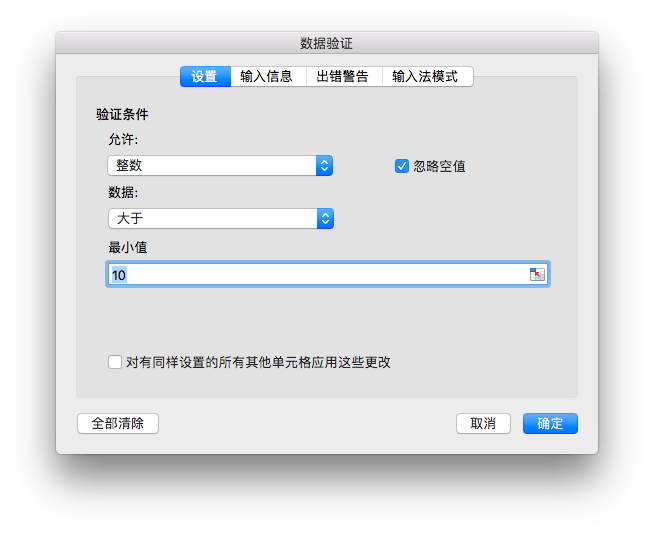 数据验证
设置 输入信息 出错警告 输入法模式
验证条件
允许:
整数 忽略空值
数据:
大于
最小值
10
对有同样设置的所有其他单元格应用这些更改
全部清除 取消 确定